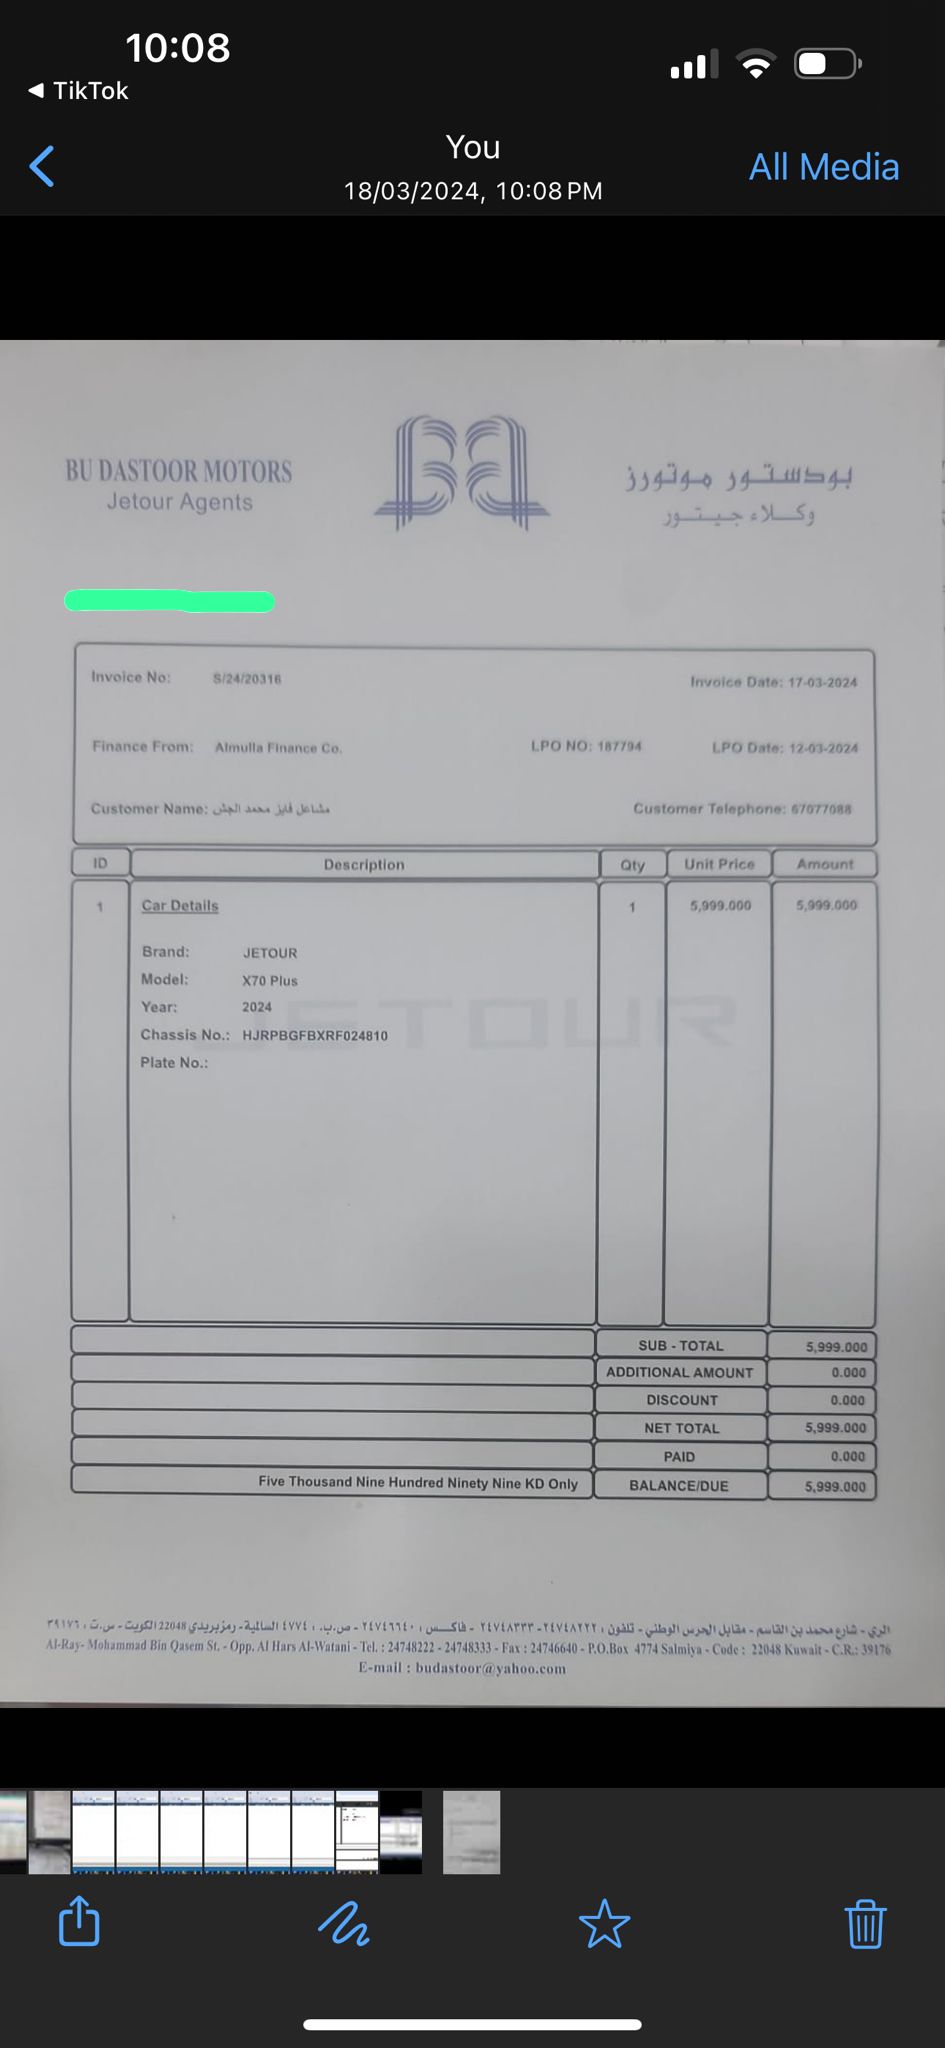 10:08
◀ TikTok
You
18/03/2024, 10:08 PM
All Media
BU DASTOOR MOTORS
Jetour Agents
بودستور موتورز
وكلاء جيتور
Invoice No: S/24/20316
Invoice Date: 17-03-2024
Finance From: Almulla Finance Co.
LPO NO: 187794
LPO Date: 12-03-2024
Customer Name: مشاعل فايز محمد
Customer Telephone: 67077088
ID Description Qty Unit Price Amount
1 Car Details 1 5,999.000 5,999.000
Brand: JETOUR
Model: X70 Plus
Year: 2024
JETOUR
Chassis No.: HJRPBGFBXRF024810
Plate No.:
SUB - TOTAL 5,999.000
ADDITIONAL AMOUNT 0.000
DISCOUNT 0.000
NET TOTAL 5,999.000
PAID 0.000
Five Thousand Nine Hundred Ninety Nine KD Only BALANCE/DUE 5,999.000
الري - شارع محمد بن القاسم - مقابل الحرس الوطني - تلفون : ٢٤٧٤٨٢٢٢ - ٢٤٧٤٨٣٣٣ - فاكس : ٢٤٧٤٦٦٤٠ - ص.ب. : ٤٧٧٤ السالمية - رمز بريدي 22048 الكويت - س.ت : ٣٩١٧٦
Al-Ray- Mohammad Bin Qasem St. - Opp. Al Hars Al-Watani - Tel. : 24748222 - 24748333 - Fax : 24746640 - P.O.Box 4774 Salmiya - Code : 22048 Kuwait - C.R.: 39176
E-mail : budastoor@yahoo.com